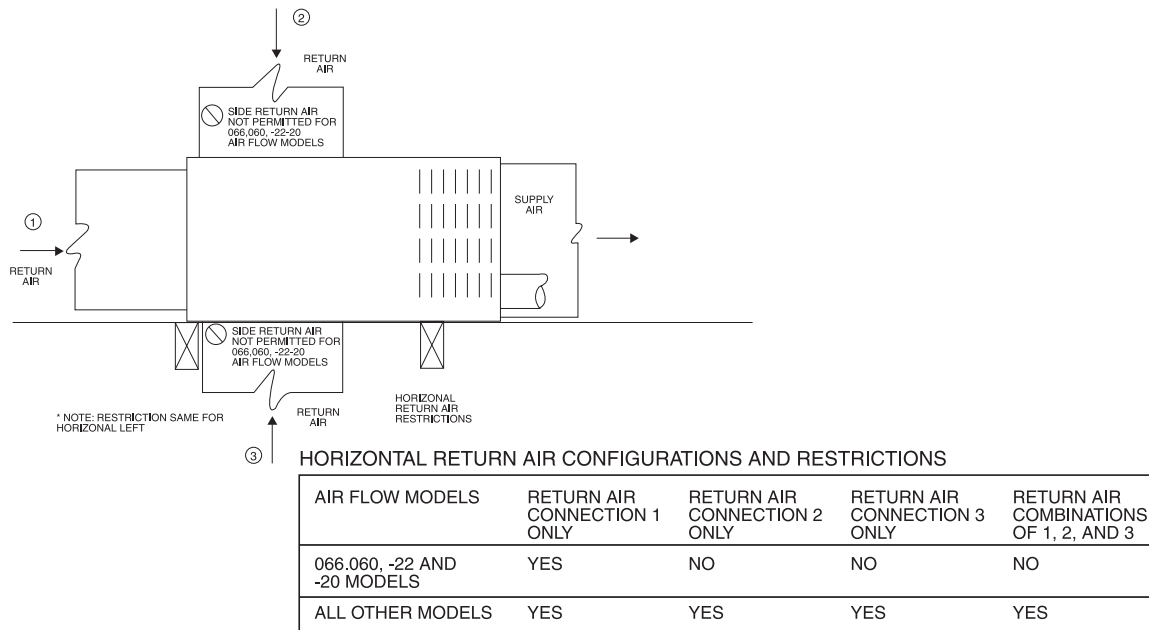 ②
RETURN
AIR
SIDE RETURN AIR
NOT PERMITTED FOR
066,060, -22-20
AIR FLOW MODELS
SUPPLY
AIR
①
RETURN
AIR
SIDE RETURN AIR
NOT PERMITTED FOR
066,060, -22-20
AIR FLOW MODELS
* NOTE: RESTRICTION SAME FOR
HORIZONAL LEFT
RETURN
AIR
HORIZONAL
RETURN AIR
RESTRICTIONS
③
HORIZONTAL RETURN AIR CONFIGURATIONS AND RESTRICTIONS
AIR FLOW MODELS
RETURN AIR
CONNECTION 1
ONLY
RETURN AIR
CONNECTION 2
ONLY
RETURN AIR
CONNECTION 3
ONLY
RETURN AIR
COMBINATIONS
OF 1, 2, AND 3
066.060, -22 AND
-20 MODELS
YES
NO
NO
NO
ALL OTHER MODELS
YES
YES
YES
YES